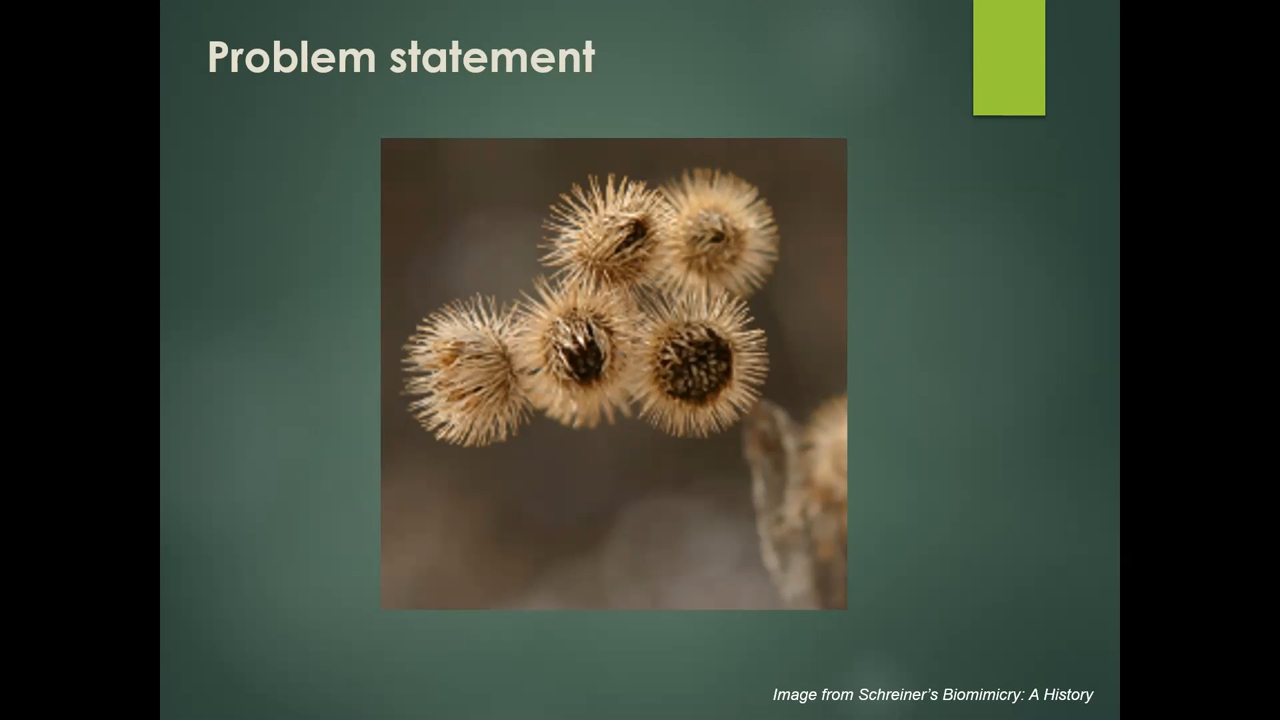 Problem statement
Image from Schreiner’s Biomimicry: A History